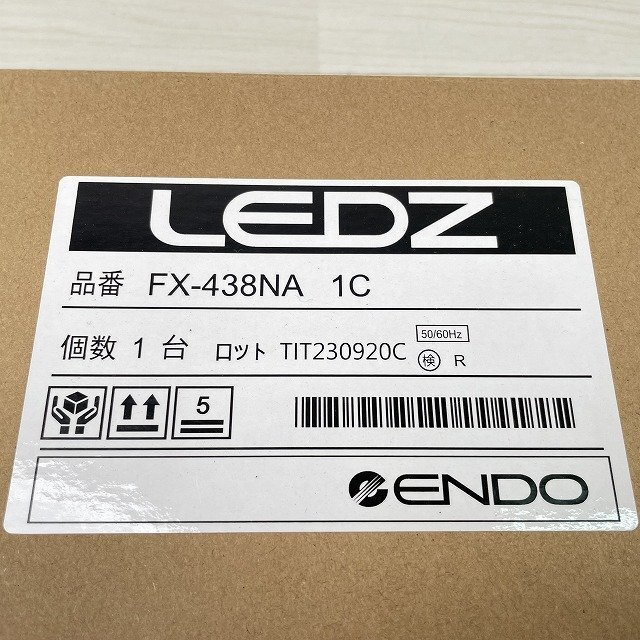 LEDZ
品番 FX-438NA 1C
個数 1 台 ロット TIT230920C 50/60Hz 検 R
5
ENDO